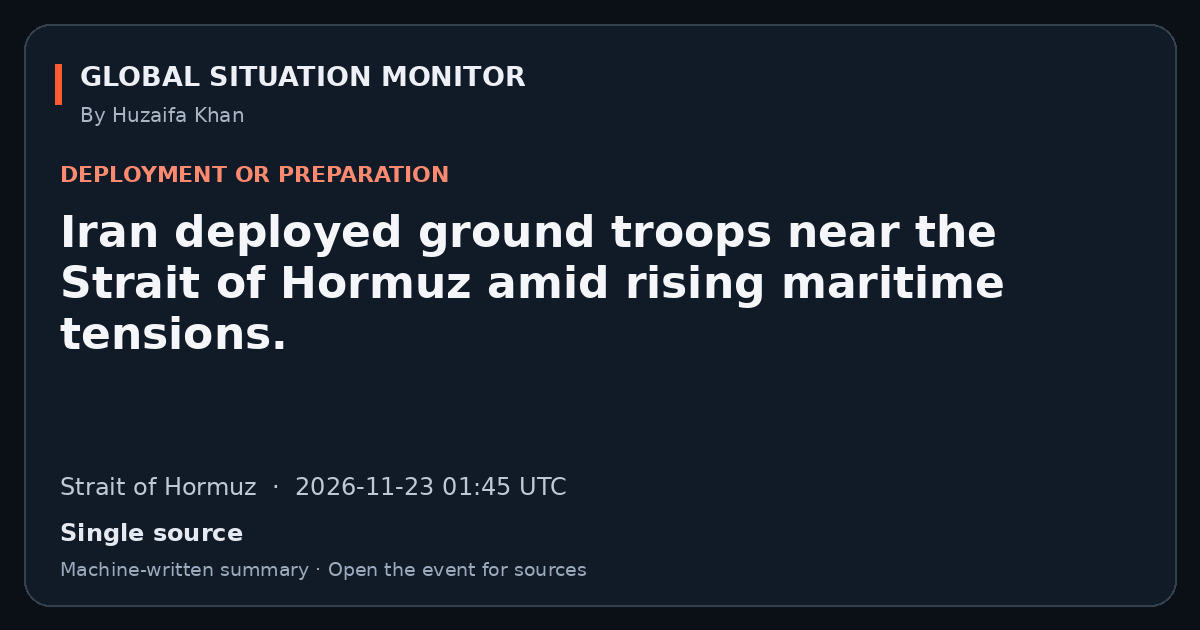 GLOBAL SITUATION MONITOR
By Huzaifa Khan
DEPLOYMENT OR PREPARATION
Iran deployed ground troops near the
Strait of Hormuz amid rising maritime
tensions.
Strait of Hormuz · 2026-11-23 01:45 UTC
Single source
Machine-written summary · Open the event for sources